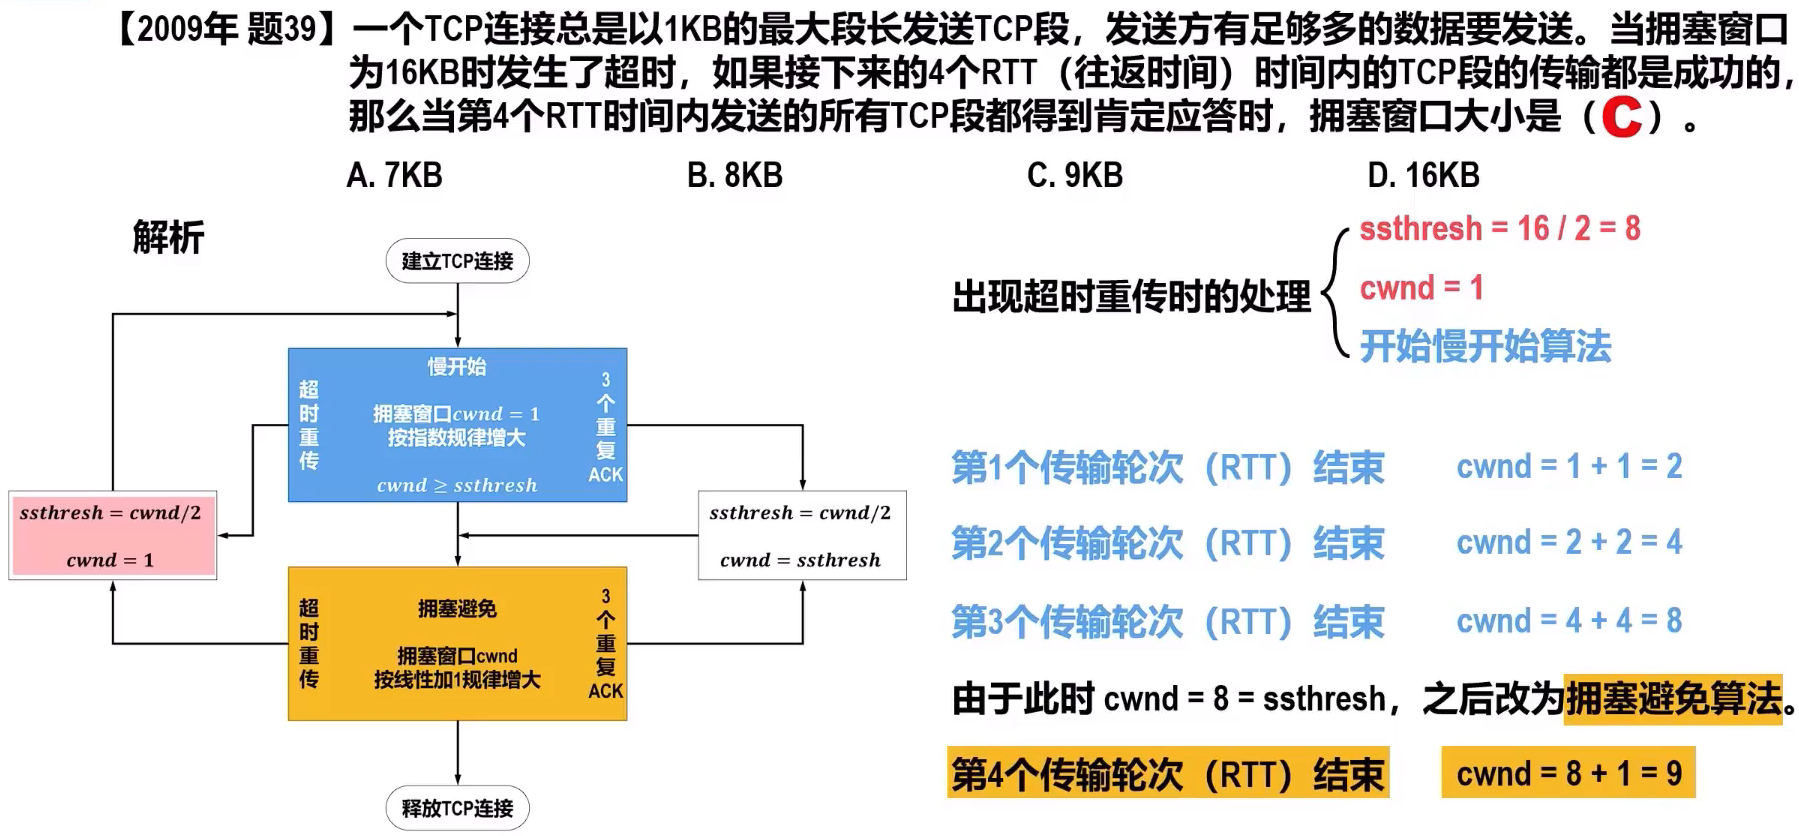 【2009年 题39】一个TCP连接总是以1KB的最大段长发送TCP段，发送方有足够多的数据要发送。当拥塞窗口
为16KB时发生了超时，如果接下来的4个RTT（往返时间）时间内的TCP段的传输都是成功的，
那么当第4个RTT时间内发送的所有TCP段都得到肯定应答时，拥塞窗口大小是（C）。
A. 7KB B. 8KB C. 9KB D. 16KB
解析
建立TCP连接
慢开始
拥塞窗口cwnd = 1
按指数规律增大
cwnd ≥ ssthresh
超时重传
3个重复ACK
ssthresh = cwnd/2
cwnd = 1
ssthresh = cwnd/2
cwnd = ssthresh
拥塞避免
拥塞窗口cwnd
按线性加1规律增大
超时重传
3个重复ACK
释放TCP连接
出现超时重传时的处理
ssthresh = 16 / 2 = 8
cwnd = 1
开始慢开始算法
第1个传输轮次（RTT）结束 cwnd = 1 + 1 = 2
第2个传输轮次（RTT）结束 cwnd = 2 + 2 = 4
第3个传输轮次（RTT）结束 cwnd = 4 + 4 = 8
由于此时 cwnd = 8 = ssthresh，之后改为拥塞避免算法。
第4个传输轮次（RTT）结束 cwnd = 8 + 1 = 9